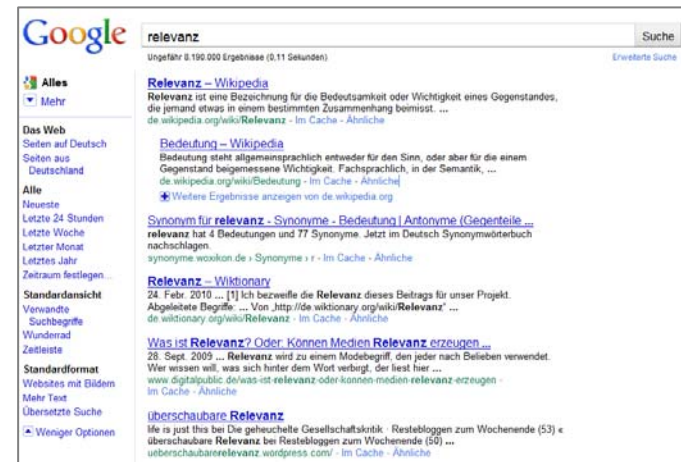 Google
relevanz
Suche
Ungefähr 8.190.000 Ergebnisse (0,11 Sekunden)
Erweiterte Suche
Alles
Mehr
Das Web
Seiten auf Deutsch
Seiten aus
Deutschland
Alle
Neueste
Letzte 24 Stunden
Letzte Woche
Letzter Monat
Letztes Jahr
Zeitraum festlegen...
Standardansicht
Verwandte
Suchbegriffe
Wunderrad
Zeitleiste
Standardformat
Websites mit Bildern
Mehr Text
Übersetzte Suche
Weniger Optionen
Relevanz – Wikipedia
Relevanz ist eine Bezeichnung für die Bedeutsamkeit oder Wichtigkeit eines Gegenstandes,
die jemand etwas in einem bestimmten Zusammenhang beimisst. ...
de.wikipedia.org/wiki/Relevanz - Im Cache - Ähnliche
Bedeutung – Wikipedia
Bedeutung steht allgemeinsprachlich entweder für den Sinn, oder aber für die einem
Gegenstand beigemessene Wichtigkeit. Fachsprachlich, in der Semantik, ...
de.wikipedia.org/wiki/Bedeutung - Im Cache - Ähnliche
Weitere Ergebnisse anzeigen von de.wikipedia.org
Synonym für relevanz - Synonyme - Bedeutung | Antonyme (Gegenteile ...
relevanz hat 4 Bedeutungen und 77 Synonyme. Jetzt im Deutsch Synonymwörterbuch
nachschlagen.
synonyme.woxikon.de › Synonyme › r - Im Cache - Ähnliche
Relevanz – Wiktionary
24. Febr. 2010 ... [1] Ich bezweifle die Relevanz dieses Beitrags für unser Projekt.
Abgeleitete Begriffe: ... Von „http://de.wiktionary.org/wiki/Relevanz“ ...
de.wiktionary.org/wiki/Relevanz - Im Cache - Ähnliche
Was ist Relevanz? Oder: Können Medien Relevanz erzeugen ...
28. Sept. 2009 ... Relevanz wird zu einem Modebegriff, den jeder nach Belieben verwendet.
Wer wissen will, was sich hinter dem Wort verbirgt, der liest hier ...
www.digitalpublic.de/was-ist-relevanz-oder-konnen-medien-relevanz-erzeugen -
Im Cache - Ähnliche
überschaubare Relevanz
life is just this bei Die geheuchelte Gesellschaftskritik · Restebloggen zum Wochenende (53) «
überschaubare Relevanz bei Restebloggen zum Wochenende (50) ...
ueberschaubarerelevanz.wordpress.com/ - Im Cache - Ähnliche